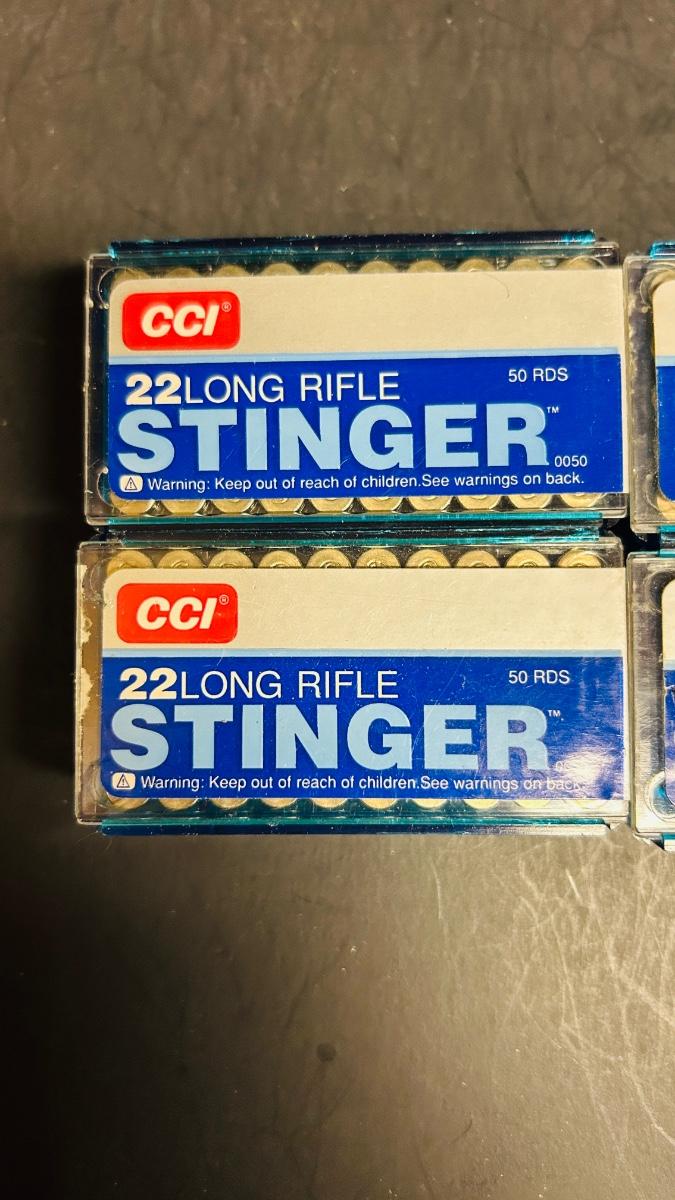 CCI®
22LONG RIFLE
50 RDS
STINGER™
0050
⚠ Warning: Keep out of reach of children.See warnings on back.
CCI®
22LONG RIFLE
50 RDS
STINGER™
⚠ Warning: Keep out of reach of children.See warnings on back.